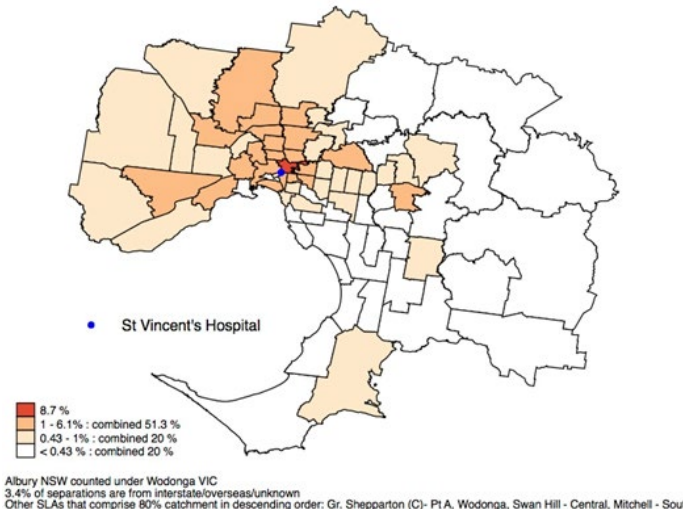 St Vincent's Hospital
8.7 %
1 - 6.1% : combined 51.3 %
0.43 - 1% : combined 20 %
< 0.43 % : combined 20 %
Albury NSW counted under Wodonga VIC
3.4% of separations are from interstate/overseas/unknown
Other SLAs that comprise 80% catchment in descending order: Gr. Shepparton (C)- Pt A, Wodonga, Swan Hill - Central, Mitchell - Sou